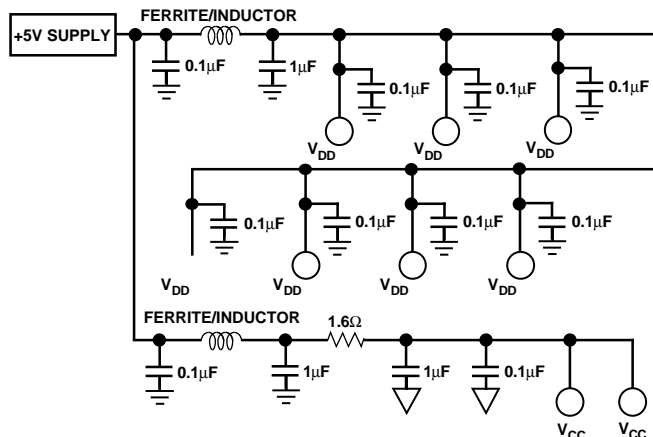 FERRITE/INDUCTOR
+5V SUPPLY
0.1μF
1μF
0.1μF
0.1μF
0.1μF
VDD
VDD
VDD
0.1μF
0.1μF
0.1μF
0.1μF
VDD
VDD
VDD
VDD
FERRITE/INDUCTOR
1.6Ω
0.1μF
1μF
1μF
0.1μF
VCC
VCC